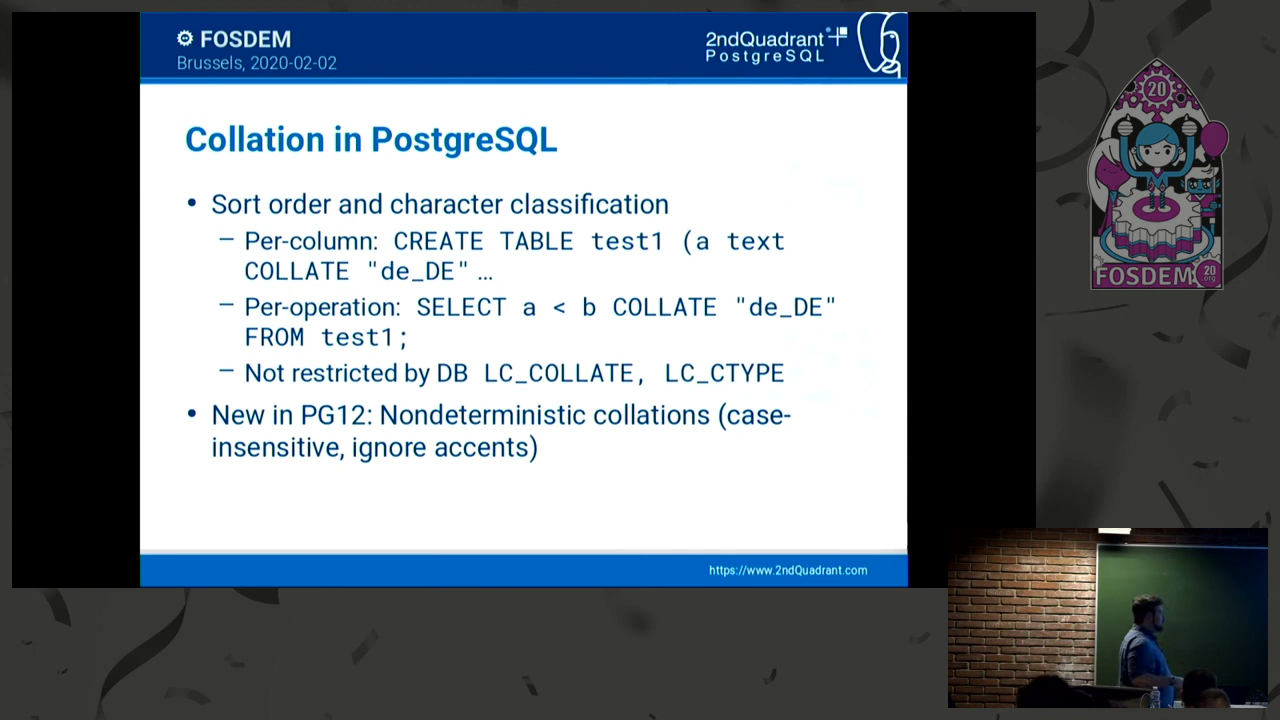 FOSDEM
Brussels, 2020-02-02
2ndQuadrant
PostgreSQL
Collation in PostgreSQL
• Sort order and character classification
– Per-column: CREATE TABLE test1 (a text
COLLATE "de_DE" …
– Per-operation: SELECT a < b COLLATE "de_DE"
FROM test1;
– Not restricted by DB LC_COLLATE, LC_CTYPE
• New in PG12: Nondeterministic collations (case-
insensitive, ignore accents)
https://www.2ndQuadrant.com
20
FOSDEM 20
.org